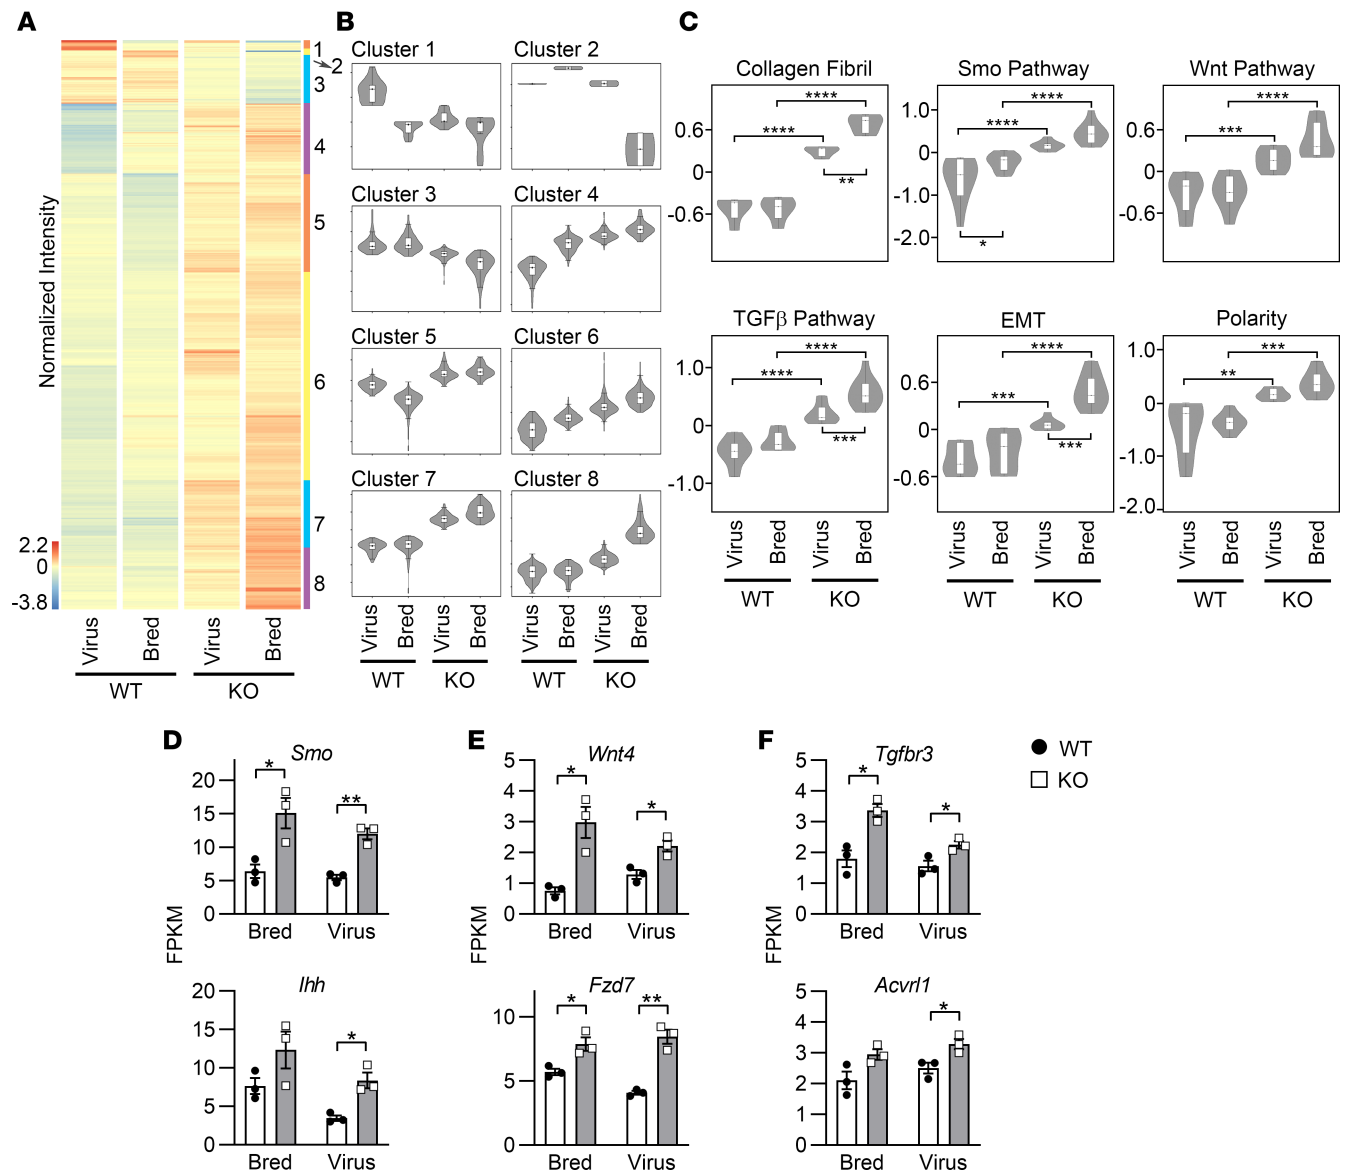 A
Normalized Intensity
1
2
3
4
5
6
7
8
2.2
0
-3.8
Virus
Bred
Virus
Bred
WT
KO
B
Cluster 1
Cluster 2
Cluster 3
Cluster 4
Cluster 5
Cluster 6
Cluster 7
Cluster 8
Virus
Bred
Virus
Bred
Virus
Bred
Virus
Bred
WT
KO
WT
KO
C
Collagen Fibril
0.6
0
-0.6
****
****
**
Smo Pathway
1.0
0
-1.0
-2.0
****
****
*
Wnt Pathway
0.6
0
-0.6
****
***
TGFβ Pathway
1.0
0
-1.0
****
****
***
EMT
0.6
0
-0.6
****
***
***
Polarity
1.0
0
-1.0
-2.0
***
**
Virus
Bred
Virus
Bred
Virus
Bred
Virus
Bred
Virus
Bred
Virus
Bred
WT
KO
WT
KO
WT
KO
D
Smo
20
15
10
5
0
*
**
Bred
Virus
FPKM
Ihh
20
15
10
5
0
*
Bred
Virus
E
Wnt4
5
4
3
2
1
0
*
*
Bred
Virus
FPKM
Fzd7
10
5
0
*
**
Bred
Virus
F
Tgfbr3
5
4
3
2
1
0
*
*
Bred
Virus
FPKM
Acvrl1
5
4
3
2
1
0
*
Bred
Virus
WT
KO